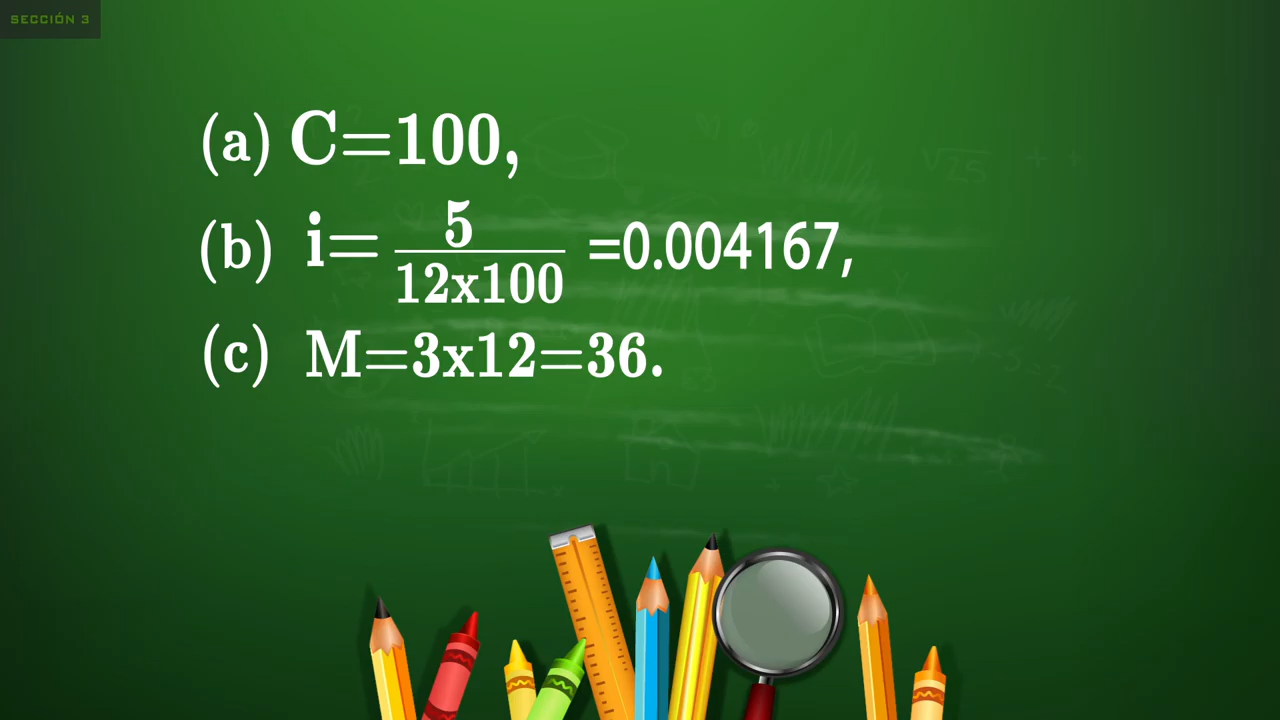 SECCIÓN 3
(a) C=100,
(b) i= 5/12x100 =0.004167,
(c) M=3x12=36.